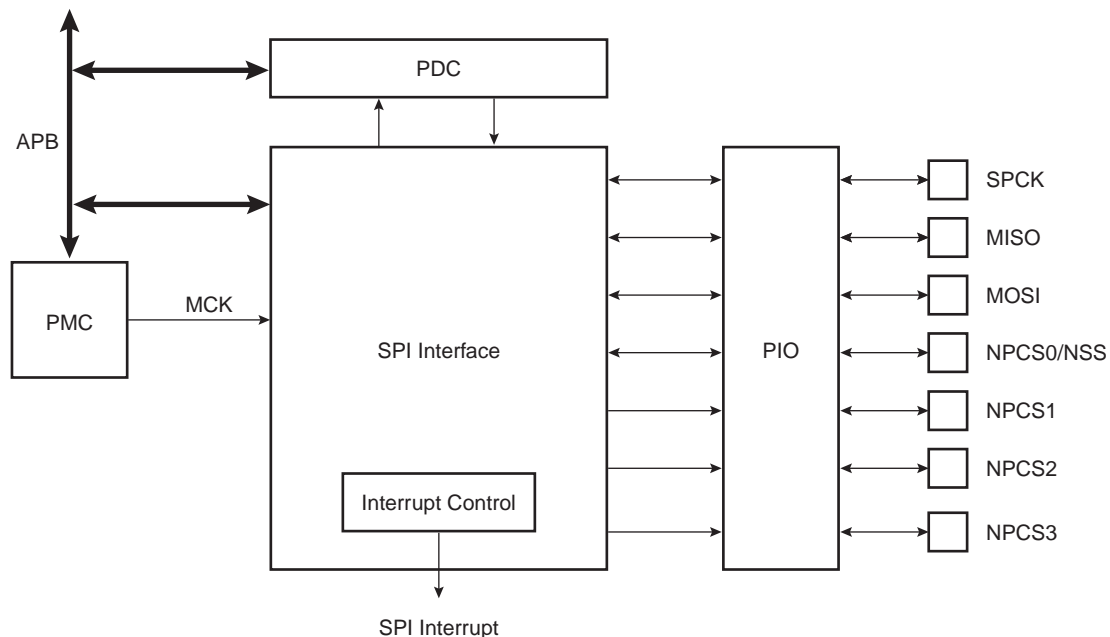 PDC
APB
SPCK
MISO
MOSI
MCK
PMC
SPI Interface
PIO
NPCS0/NSS
NPCS1
NPCS2
Interrupt Control
NPCS3
SPI Interrupt